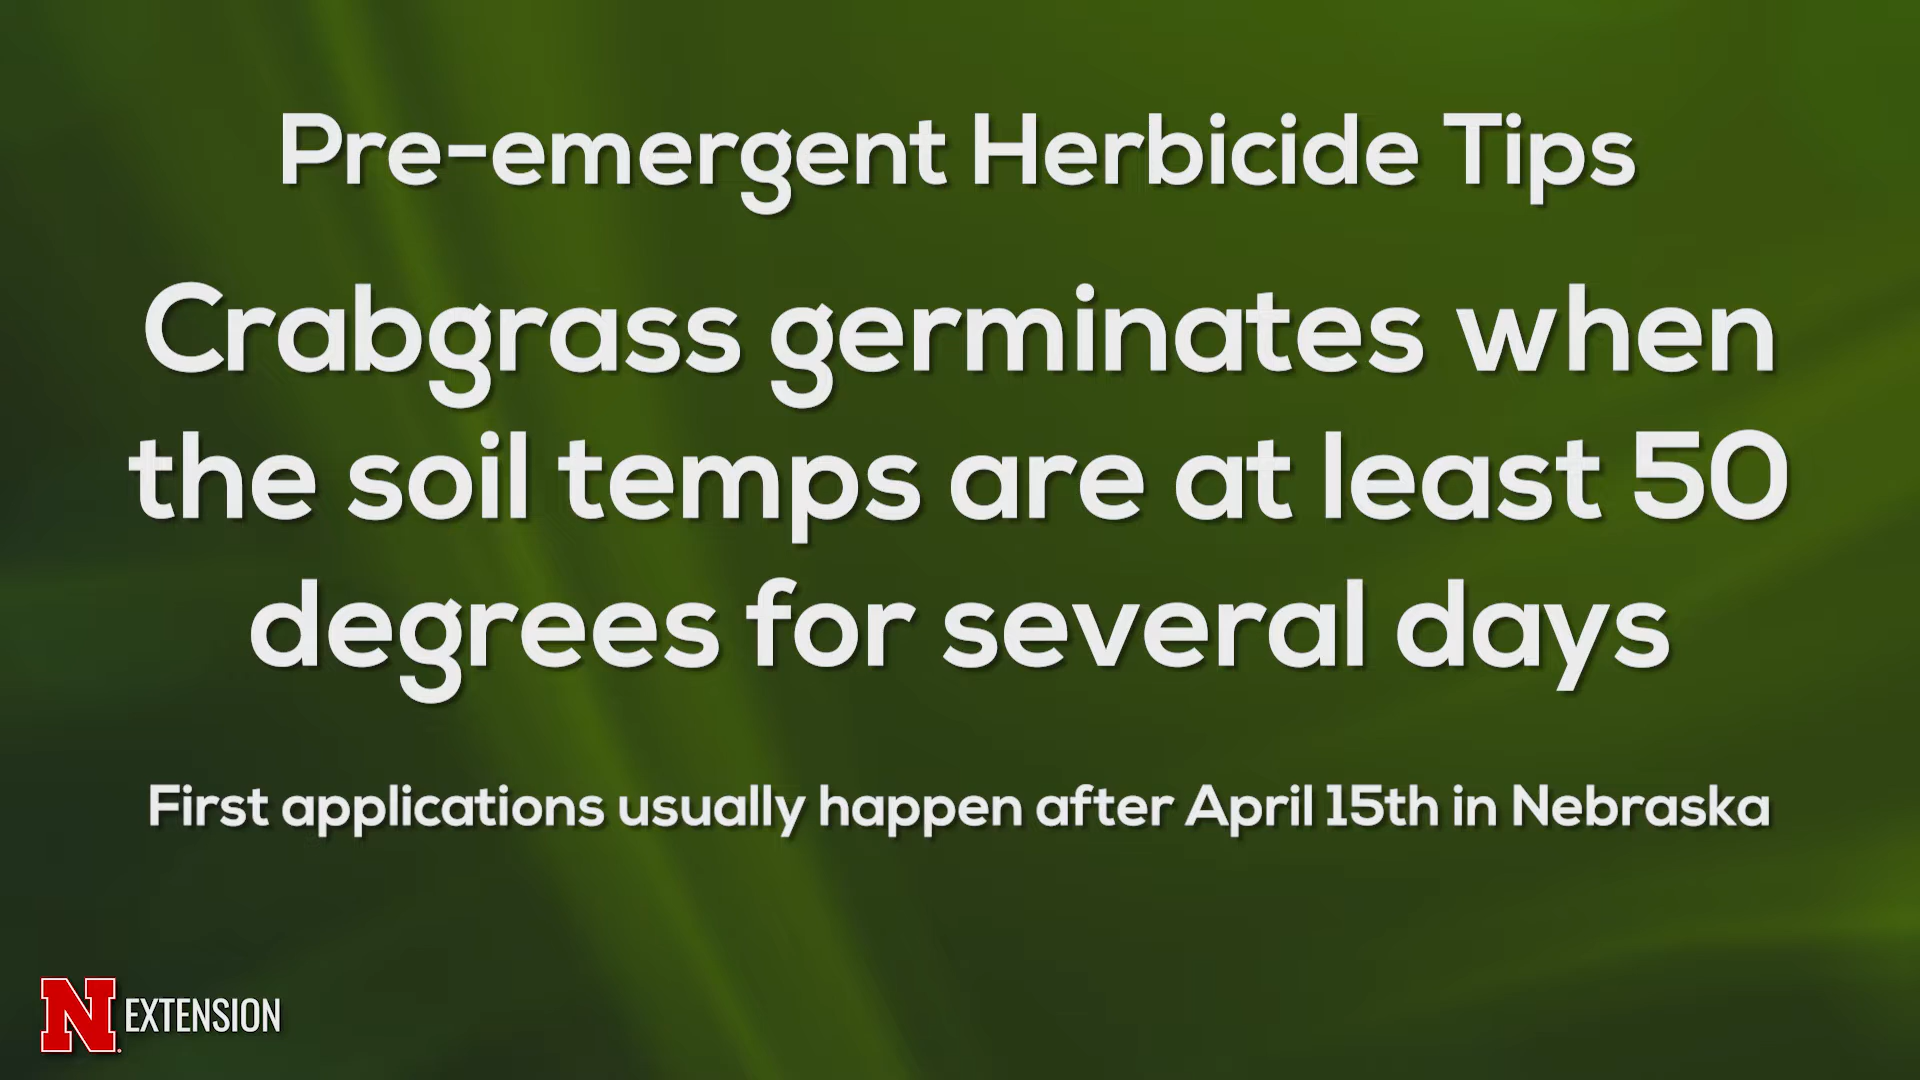 Pre-emergent Herbicide Tips
Crabgrass germinates when
the soil temps are at least 50
degrees for several days
First applications usually happen after April 15th in Nebraska
N EXTENSION